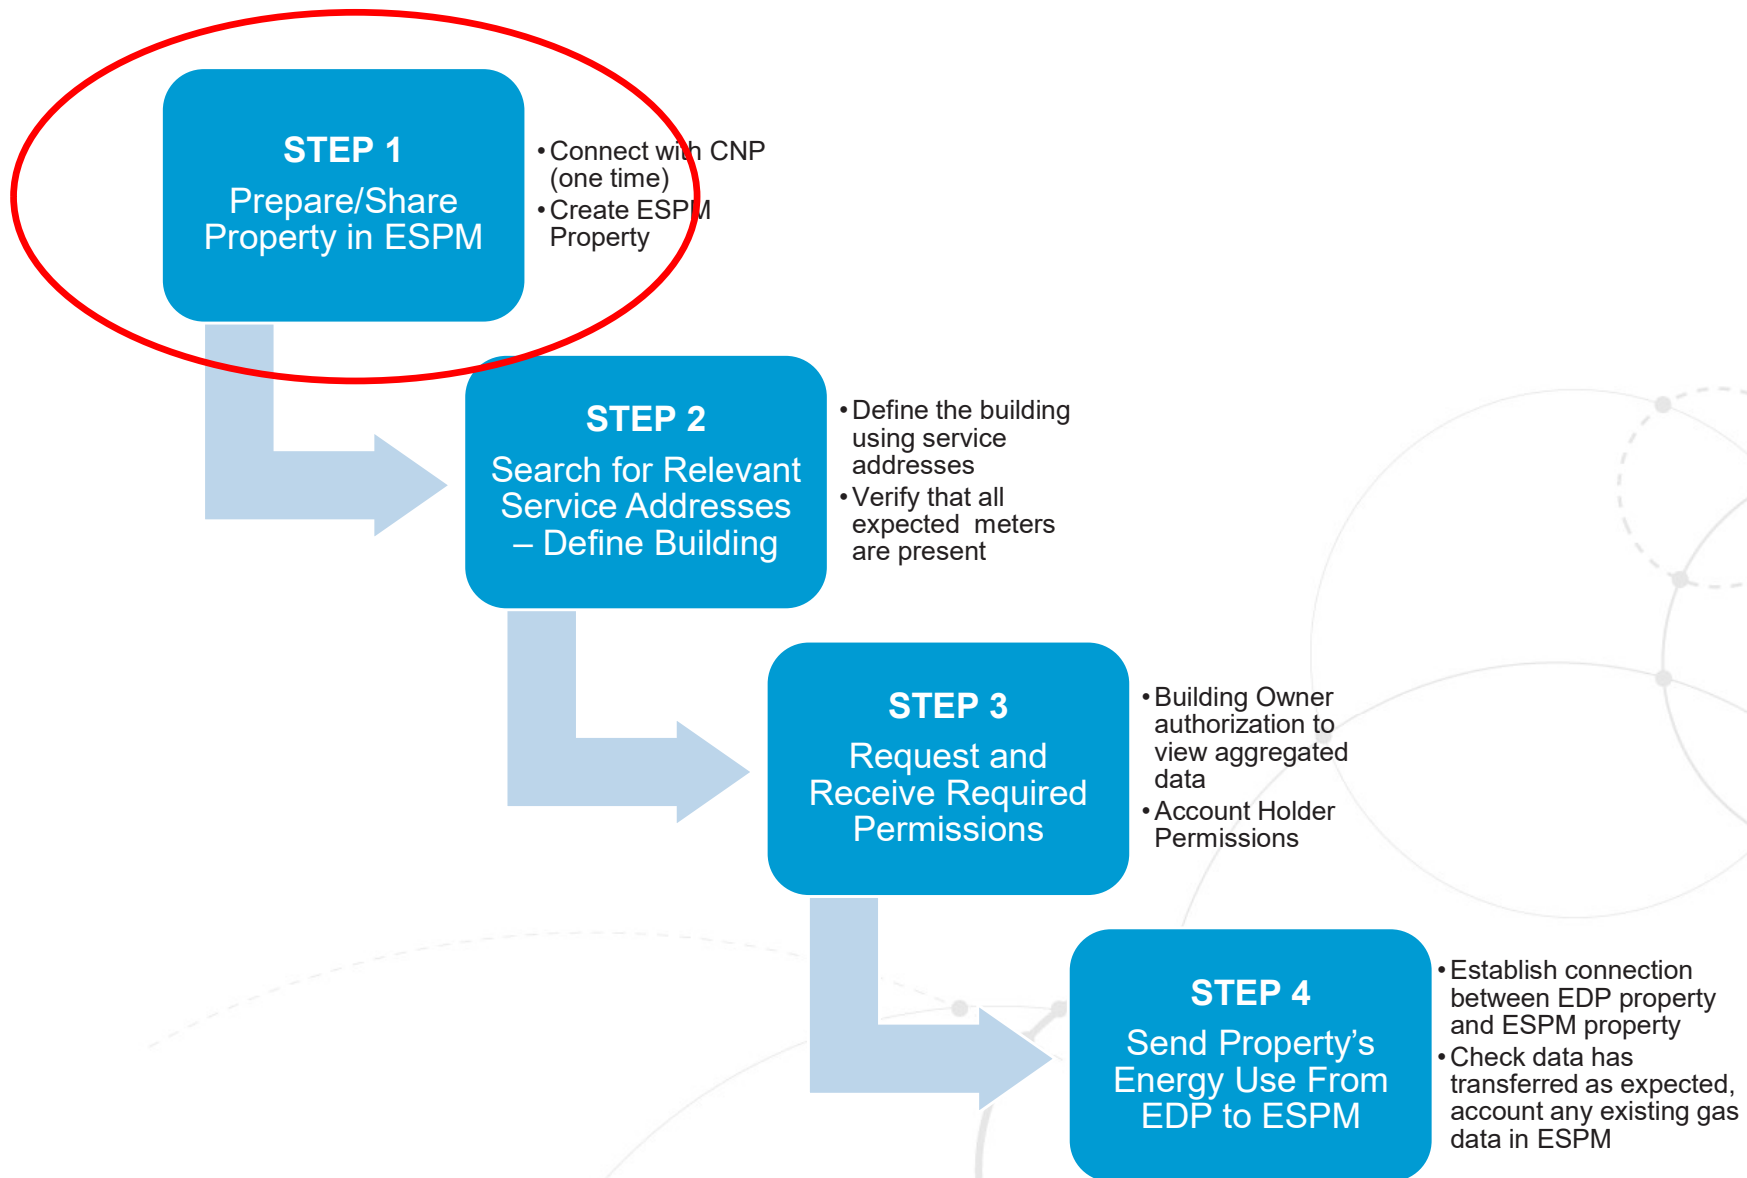 STEP 1
Prepare/Share
Property in ESPM
• Connect with CNP
(one time)
• Create ESPM
Property
STEP 2
Search for Relevant
Service Addresses
– Define Building
• Define the building
using service
addresses
• Verify that all
expected  meters
are present
STEP 3
Request and
Receive Required
Permissions
• Building Owner
authorization to
view aggregated
data
• Account Holder
Permissions
STEP 4
Send Property’s
Energy Use From
EDP to ESPM
• Establish connection
between EDP property
and ESPM property
• Check data has
transferred as expected,
account any existing gas
data in ESPM